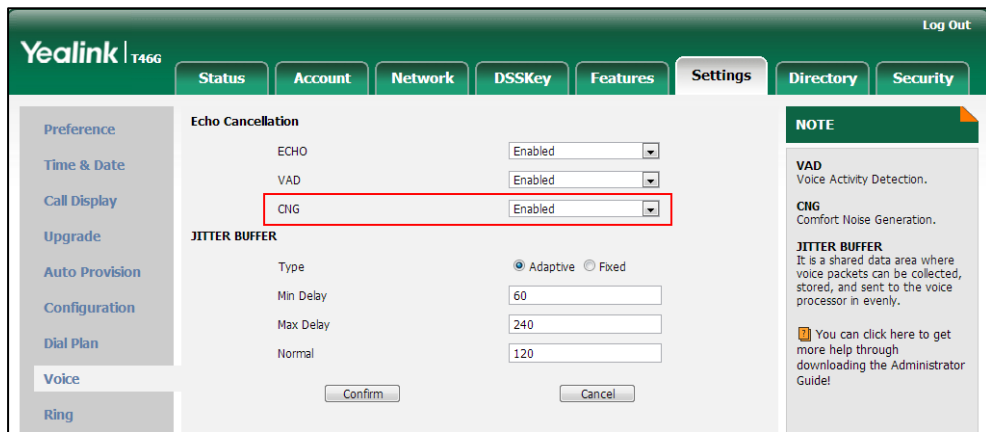 Log Out
Yealink T46G
Status Account Network DSSKey Features Settings Directory Security
Preference
Time & Date
Call Display
Upgrade
Auto Provision
Configuration
Dial Plan
Voice
Ring
Echo Cancellation
ECHO Enabled
VAD Enabled
CNG Enabled
JITTER BUFFER
Type Adaptive Fixed
Min Delay 60
Max Delay 240
Normal 120
Confirm Cancel
NOTE
VAD
Voice Activity Detection.
CNG
Comfort Noise Generation.
JITTER BUFFER
It is a shared data area where
voice packets can be collected,
stored, and sent to the voice
processor in evenly.
? You can click here to get
more help through
downloading the Administrator
Guide!